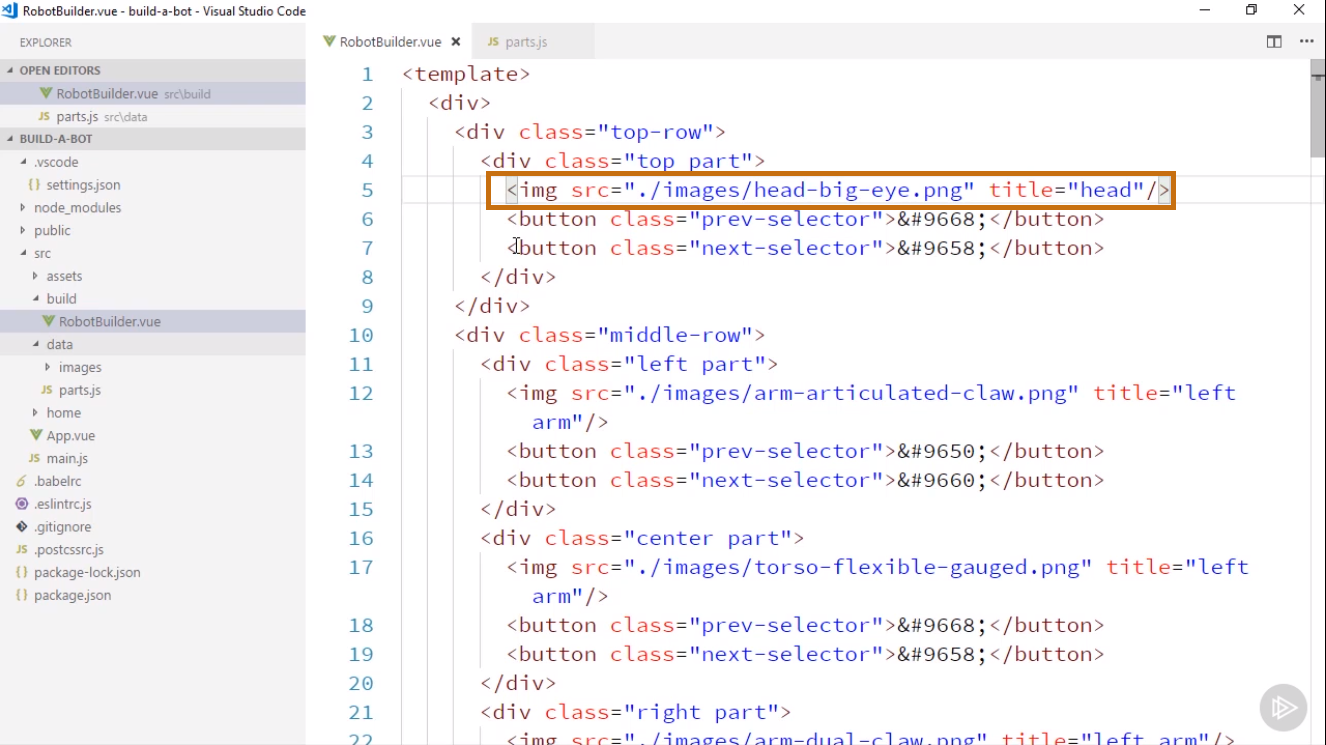 RobotBuilder.vue - build-a-bot - Visual Studio Code
EXPLORER
OPEN EDITORS
RobotBuilder.vue src\build
JS parts.js src\data
BUILD-A-BOT
.vscode
{} settings.json
node_modules
public
src
assets
build
RobotBuilder.vue
data
images
JS parts.js
home
App.vue
JS main.js
.babelrc
.eslintrc.js
.gitignore
JS .postcssrc.js
{} package-lock.json
{} package.json
RobotBuilder.vue
JS parts.js
1 <template>
2 <div>
3 <div class="top-row">
4 <div class="top part">
5 <img src="./images/head-big-eye.png" title="head"/>
6 <button class="prev-selector">&#9668;</button>
7 <button class="next-selector">&#9658;</button>
8 </div>
9 </div>
10 <div class="middle-row">
11 <div class="left part">
12 <img src="./images/arm-articulated-claw.png" title="left
arm"/>
13 <button class="prev-selector">&#9650;</button>
14 <button class="next-selector">&#9660;</button>
15 </div>
16 <div class="center part">
17 <img src="./images/torso-flexible-gauged.png" title="left
arm"/>
18 <button class="prev-selector">&#9668;</button>
19 <button class="next-selector">&#9658;</button>
20 </div>
21 <div class="right part">
22 <img src="./images/arm-dual-claw.png" title="left arm"/>